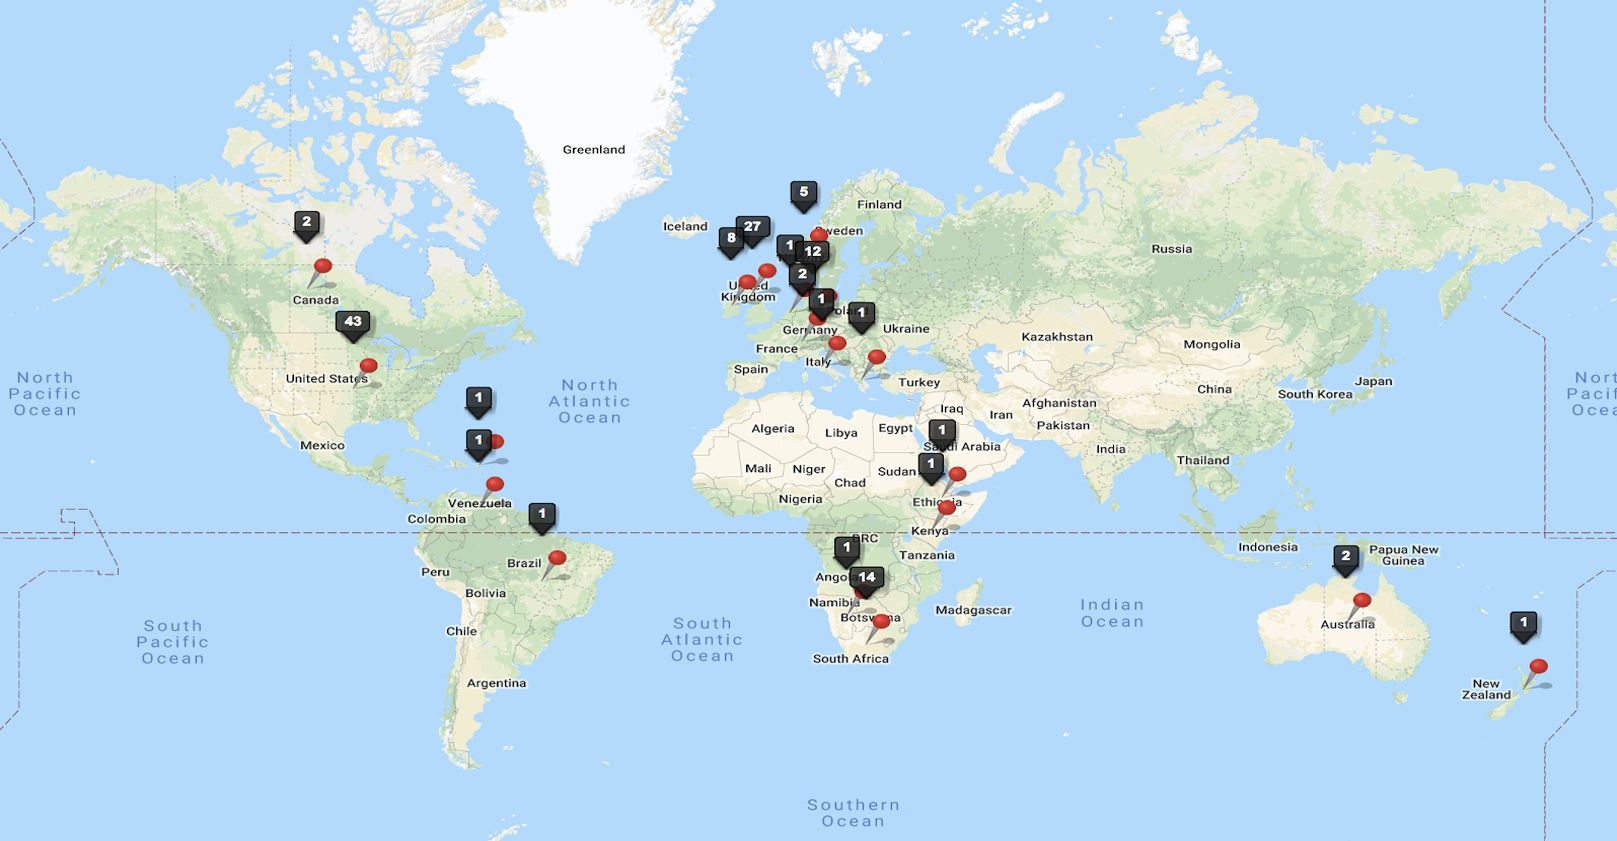 Greenland
5
Finland
2
Iceland
8
27
Sweden
1
12
Russia
2
Canada
United
Kingdom
1
1
43
Germany
Ukraine
Kazakhstan
Mongolia
France
Italy
Spain
United States
Turkey
China
South Korea
Japan
North
Pacific
Ocean
North
Atlantic
Ocean
1
Iraq
Iran
Afghanistan
Pakistan
Algeria
Libya
Egypt
1
Saudi Arabia
India
Mexico
1
Mali
Niger
Chad
Sudan
1
Thailand
Nigeria
Ethiopia
Venezuela
Colombia
1
Kenya
DRC
1
Tanzania
Indonesia
2
Papua New
Guinea
Brazil
Peru
Angola
14
Bolivia
Namibia
Botswana
Madagascar
Indian
Ocean
Australia
1
Chile
South
Pacific
Ocean
South
Atlantic
Ocean
South Africa
Argentina
New
Zealand
Southern
Ocean